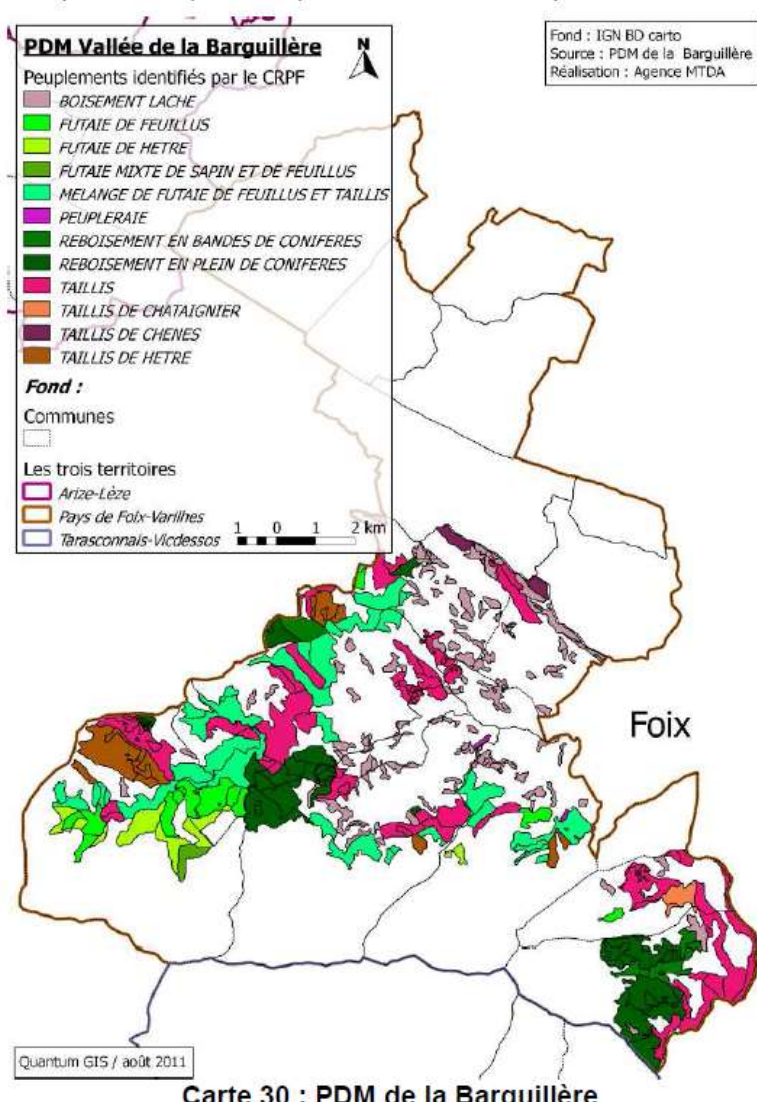 PDM Vallée de la Barguillère
N
Peuplements identifiés par le CRPF
BOISEMENT LACHE
FUTAIE DE FEUILLUS
FUTAIE DE HETRE
FUTAIE MIXTE DE SAPIN ET DE FEUILLUS
MELANGE DE FUTAIE DE FEUILLUS ET TAILLIS
PEUPLERAIE
REBOISEMENT EN BANDES DE CONIFERES
REBOISEMENT EN PLEIN DE CONIFERES
TAILLIS
TAILLIS DE CHATAIGNIER
TAILLIS DE CHENES
TAILLIS DE HETRE
Fond :
Communes
Les trois territoires
Arize-Lèze
Pays de Foix-Varilhes
Tarasconnais-Vicdessos
1 0 1 2 km
Fond : IGN BD carto
Source : PDM de la Barguillère
Réalisation : Agence MTDA
Foix
Quantum GIS / août 2011
Carte 30 : PDM de la Barguillère